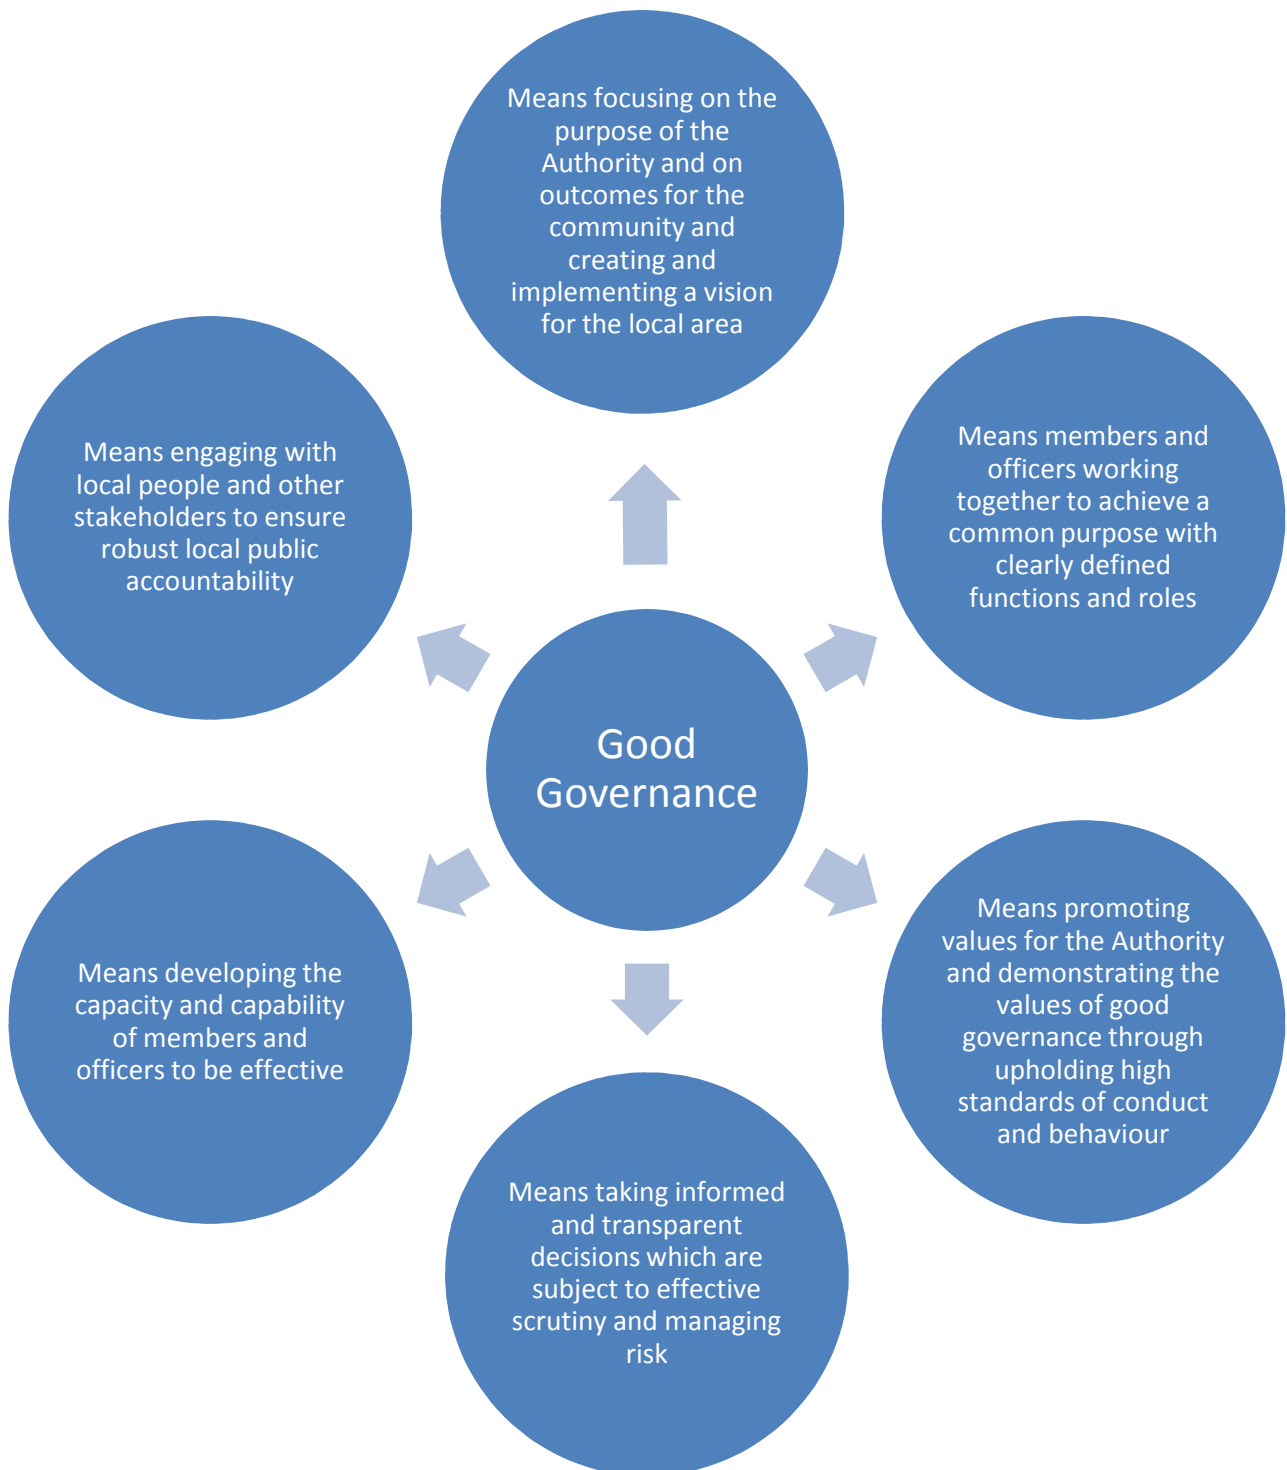 Means focusing on the
purpose of the
Authority and on
outcomes for the
community and
creating and
implementing a vision
for the local area
Means members and
officers working
together to achieve a
common purpose with
clearly defined
functions and roles
Means promoting
values for the Authority
and demonstrating the
values of good
governance through
upholding high
standards of conduct
and behaviour
Means taking informed
and transparent
decisions which are
subject to effective
scrutiny and managing
risk
Means developing the
capacity and capability
of members and
officers to be effective
Means engaging with
local people and other
stakeholders to ensure
robust local public
accountability
Good
Governance